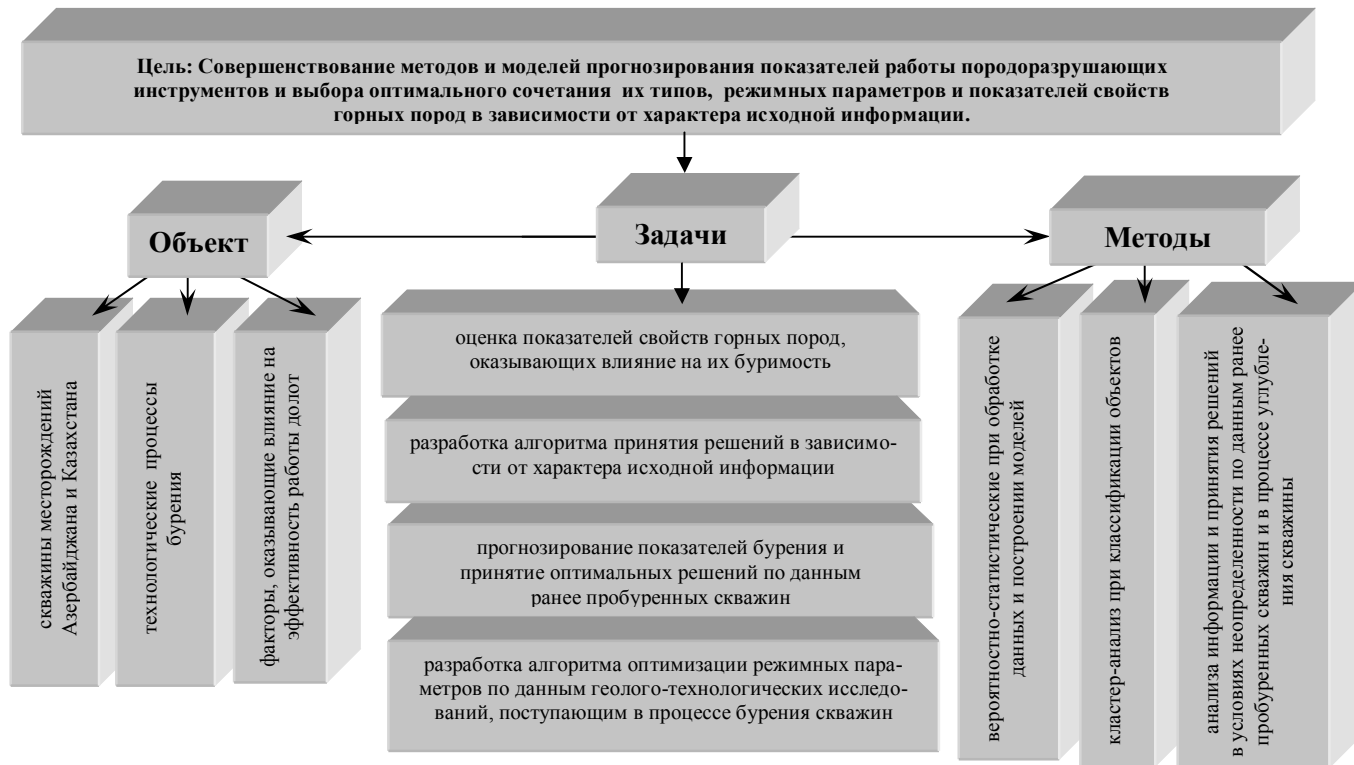 Цель: Совершенствование методов и моделей прогнозирования показателей работы породоразрушающих
инструментов и выбора оптимального сочетания их типов, режимных параметров и показателей свойств
горных пород в зависимости от характера исходной информации.
Объект
Задачи
Методы
скважины месторождений
Азербайджана и Казахстана
технологические процессы
бурения
факторы, оказывающие влияние на
эффективность работы долот
оценка показателей свойств горных пород,
оказывающих влияние на их буримость
разработка алгоритма принятия решений в зависимо-
сти от характера исходной информации
прогнозирование показателей бурения и
принятие оптимальных решений по данным
ранее пробуренных скважин
разработка алгоритма оптимизации режимных пара-
метров по данным геолого-технологических исследо-
ваний, поступающим в процессе бурения скважин
вероятностно-статистические при обработке
данных и построении моделей
кластер-анализ при классификации объектов
анализа информации и принятия решений
в условиях неопределенности по данным ранее
пробуренных скважин и в процессе углубле-
ния скважины